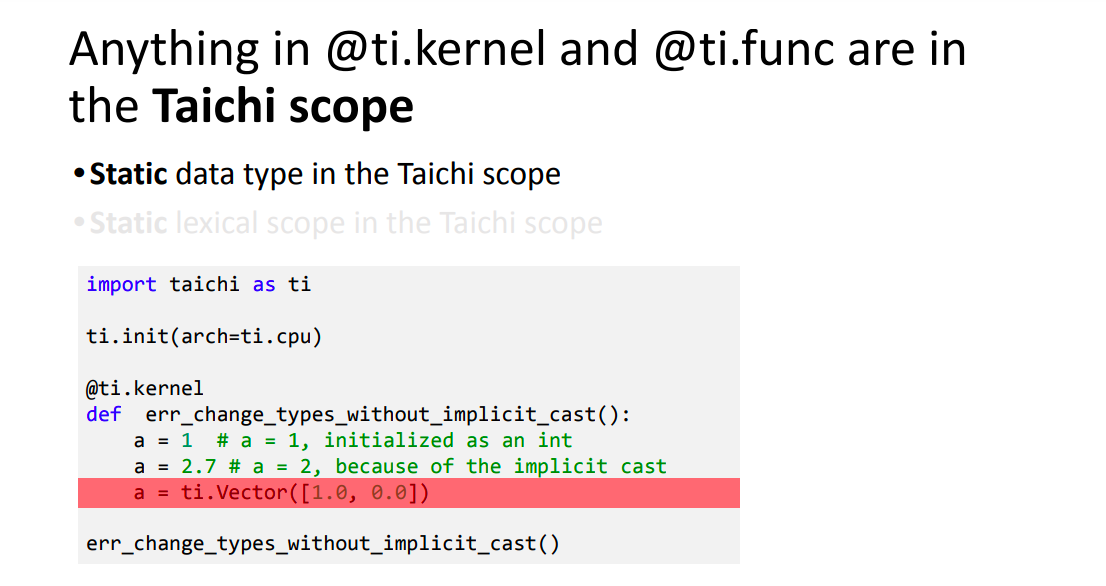 Anything in @ti.kernel and @ti.func are in
the Taichi scope
•Static data type in the Taichi scope
•Static lexical scope in the Taichi scope
import taichi as ti
ti.init(arch=ti.cpu)
@ti.kernel
def  err_change_types_without_implicit_cast():
    a = 1  # a = 1, initialized as an int
    a = 2.7 # a = 2, because of the implicit cast
    a = ti.Vector([1.0, 0.0])
err_change_types_without_implicit_cast()